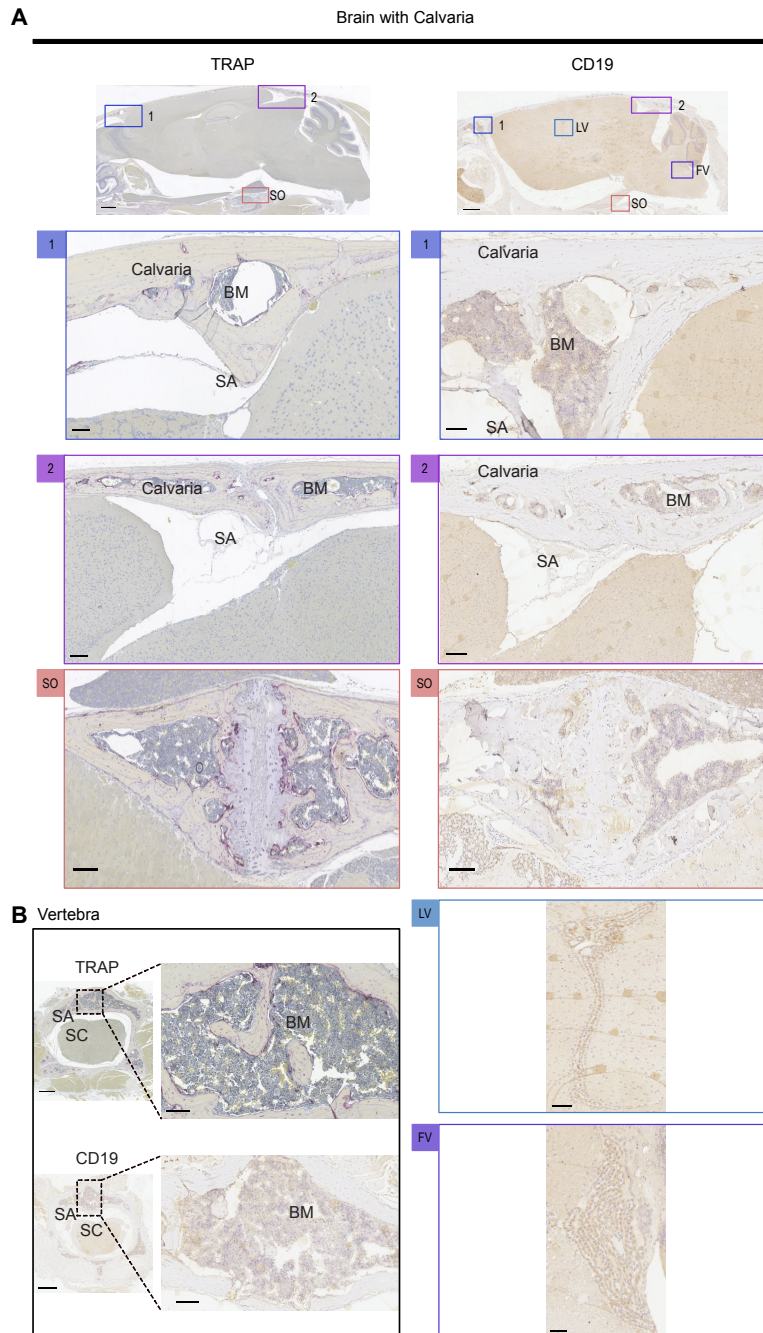 A
Brain with Calvaria
TRAP
CD19
1
2
SO
1
LV
2
FV
SO
1
Calvaria
BM
SA
1
Calvaria
BM
SA
2
Calvaria
BM
SA
2
Calvaria
BM
SA
SO
SO
B Vertebra
TRAP
SA
SC
BM
CD19
SA
SC
BM
LV
FV